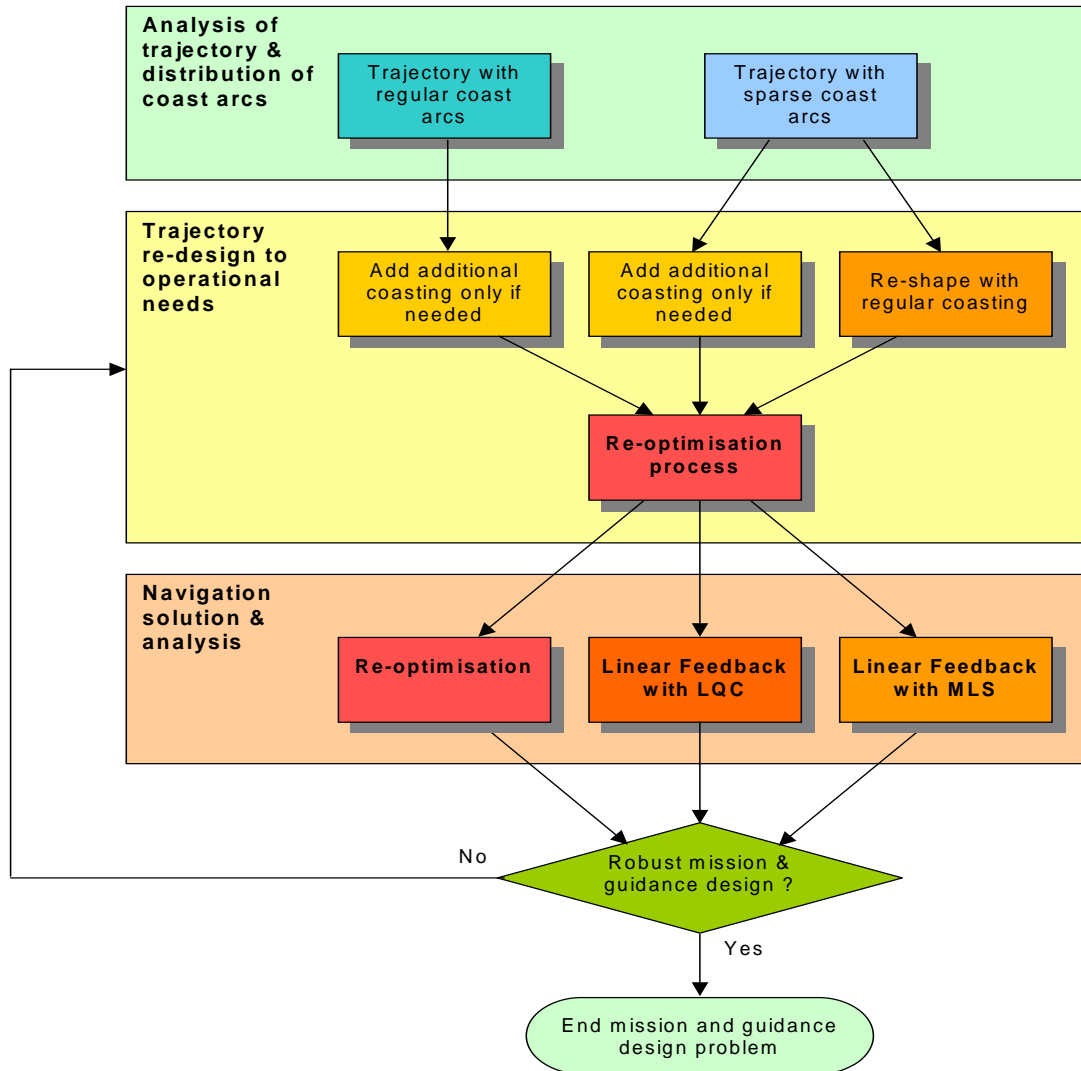 Analysis of
trajectory &
distribution of
coast arcs
Trajectory with
regular coast
arcs
Trajectory with
sparse coast
arcs
Trajectory
re-design to
operational
needs
Add additional
coasting only if
needed
Add additional
coasting only if
needed
Re-shape with
regular coasting
Re-optimisation
process
Navigation
solution &
analysis
Re-optimisation
Linear Feedback
with LQC
Linear Feedback
with MLS
No
Robust mission &
guidance design ?
Yes
End mission and guidance
design problem